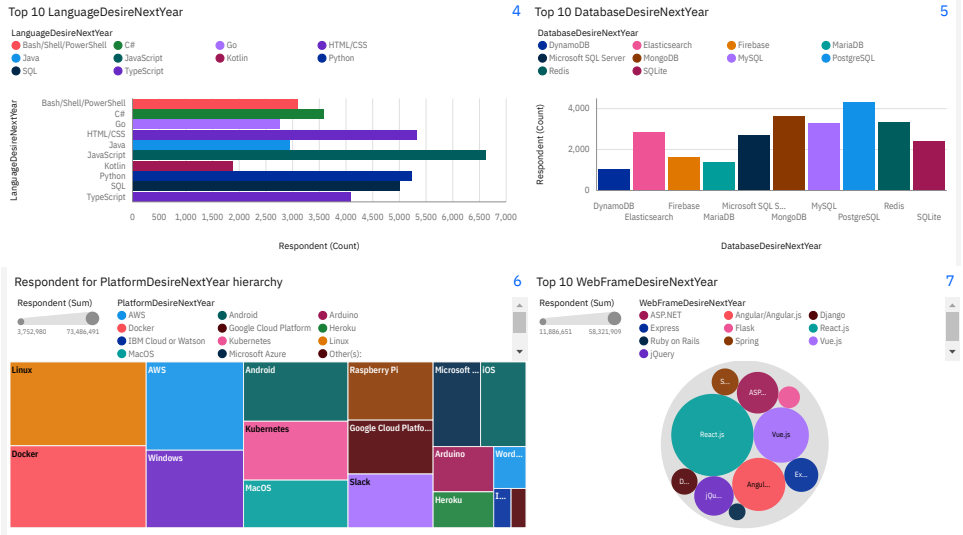 Top 10 LanguageDesireNextYear
4
LanguageDesireNextYear
Bash/Shell/PowerShell C# Go HTML/CSS
Java JavaScript Kotlin Python
SQL TypeScript
LanguageDesireNextYear
Bash/Shell/PowerShell
C#
Go
HTML/CSS
Java
JavaScript
Kotlin
Python
SQL
TypeScript
0 500 1,000 1,500 2,000 2,500 3,000 3,500 4,000 4,500 5,000 5,500 6,000 6,500 7,000
Respondent (Count)
Top 10 DatabaseDesireNextYear
5
DatabaseDesireNextYear
DynamoDB Elasticsearch Firebase MariaDB
Microsoft SQL Server MongoDB MySQL PostgreSQL
Redis SQLite
Respondent (Count)
4,000
2,000
0
DynamoDB Firebase Microsoft SQL S... MySQL Redis
Elasticsearch MariaDB MongoDB PostgreSQL SQLite
DatabaseDesireNextYear
Respondent for PlatformDesireNextYear hierarchy
6
Respondent (Sum)
3,752,980 73,486,491
PlatformDesireNextYear
AWS Android Arduino
Docker Google Cloud Platform Heroku
IBM Cloud or Watson Kubernetes Linux
MacOS Microsoft Azure Other(s):
Linux
AWS
Android
Raspberry Pi
Microsoft ...
iOS
Kubernetes
Google Cloud Platfo...
Docker
Windows
Arduino
Word...
MacOS
Slack
Heroku
I...
Top 10 WebFrameDesireNextYear
7
Respondent (Sum)
11,886,651 58,321,909
WebFrameDesireNextYear
ASP.NET Angular/Angular.js Django
Express Flask React.js
Ruby on Rails Spring Vue.js
jQuery
S...
ASP...
React.js
Vue.js
D...
jQu...
Angul...
Ex...